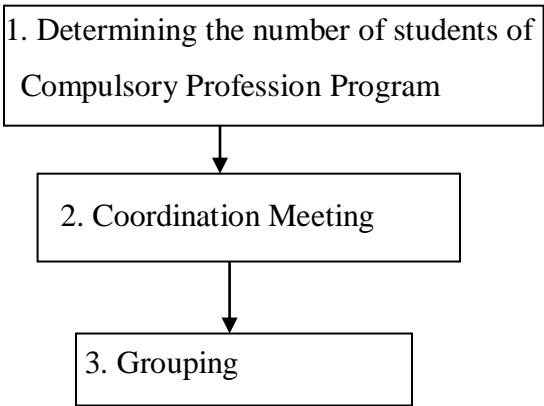 1. Determining the number of students of
Compulsory Profession Program
2. Coordination Meeting
3. Grouping